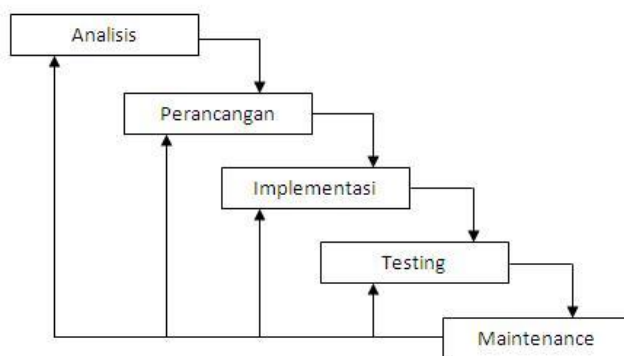 Analisis
Perancangan
Implementasi
Testing
Maintenance